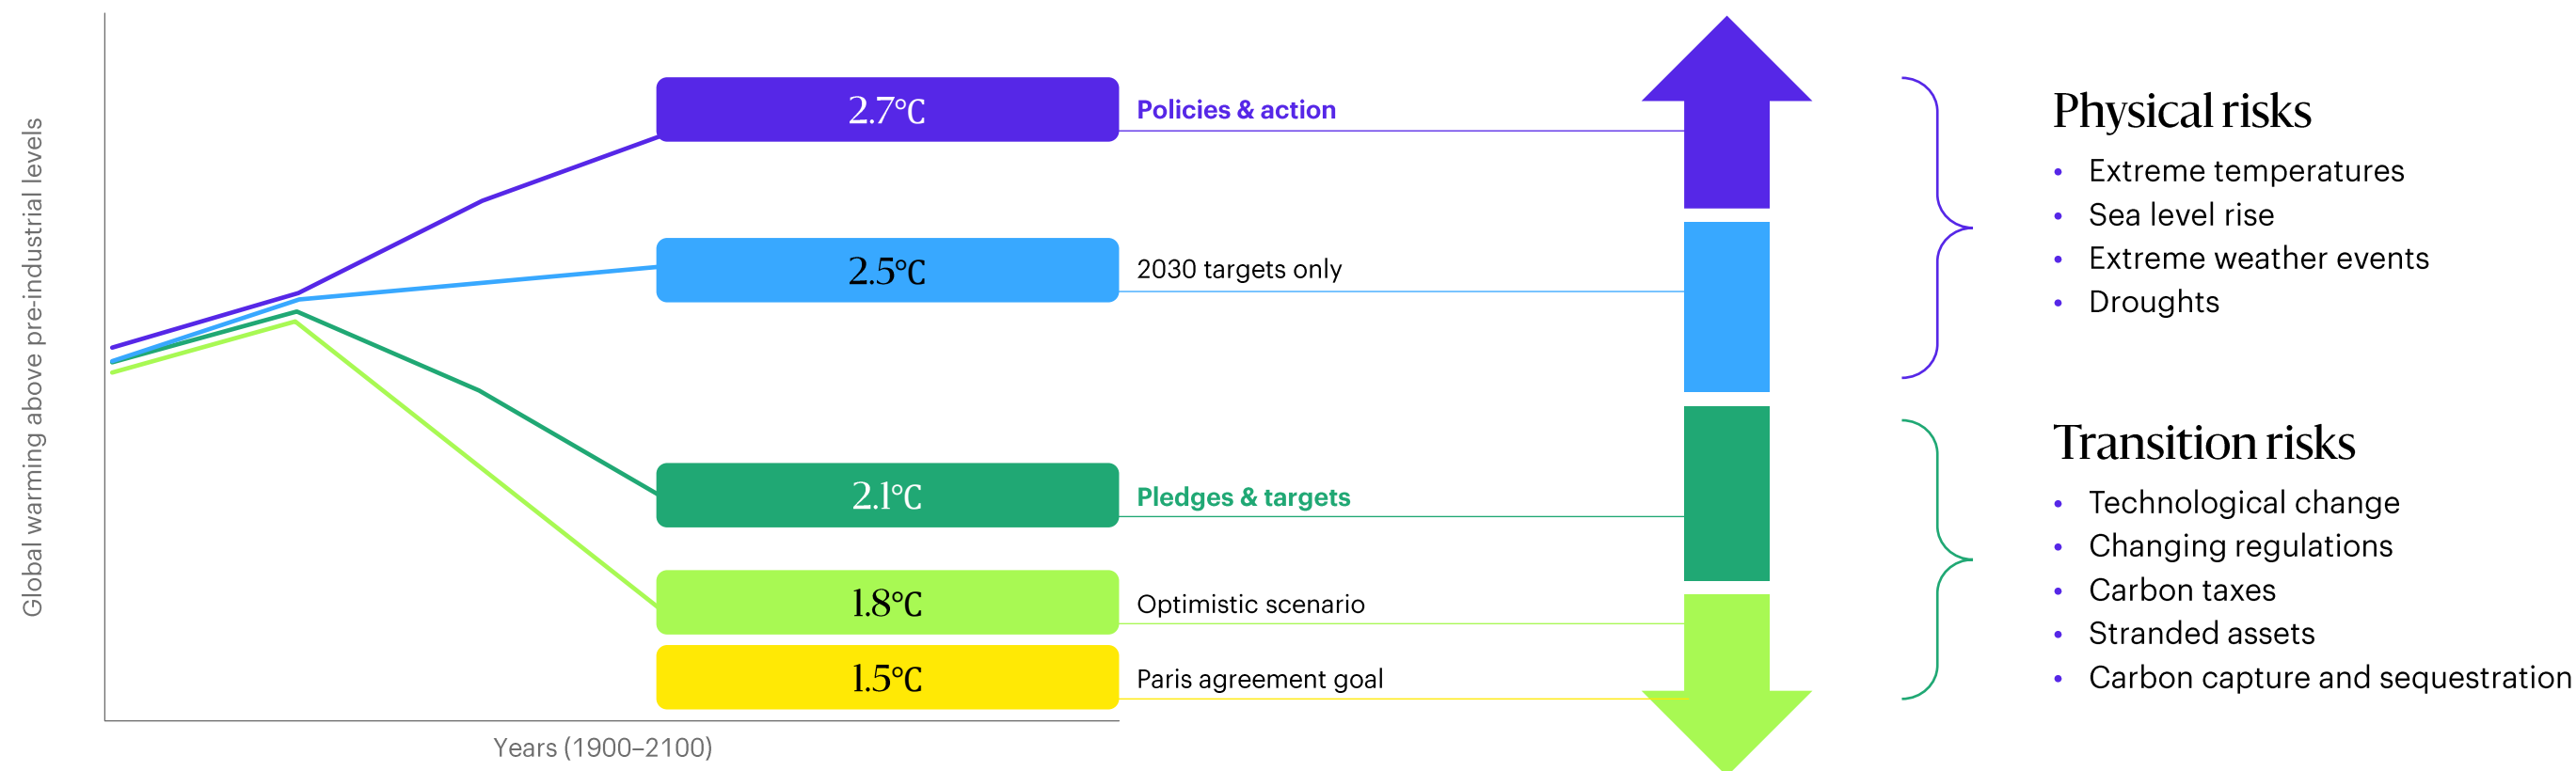 Global warming above pre-industrial levels
2.7°C
Policies & action
2.5°C
2030 targets only
2.1°C
Pledges & targets
1.8°C
Optimistic scenario
1.5°C
Paris agreement goal
Years (1900–2100)
Physical risks
• Extreme temperatures
• Sea level rise
• Extreme weather events
• Droughts
Transition risks
• Technological change
• Changing regulations
• Carbon taxes
• Stranded assets
• Carbon capture and sequestration